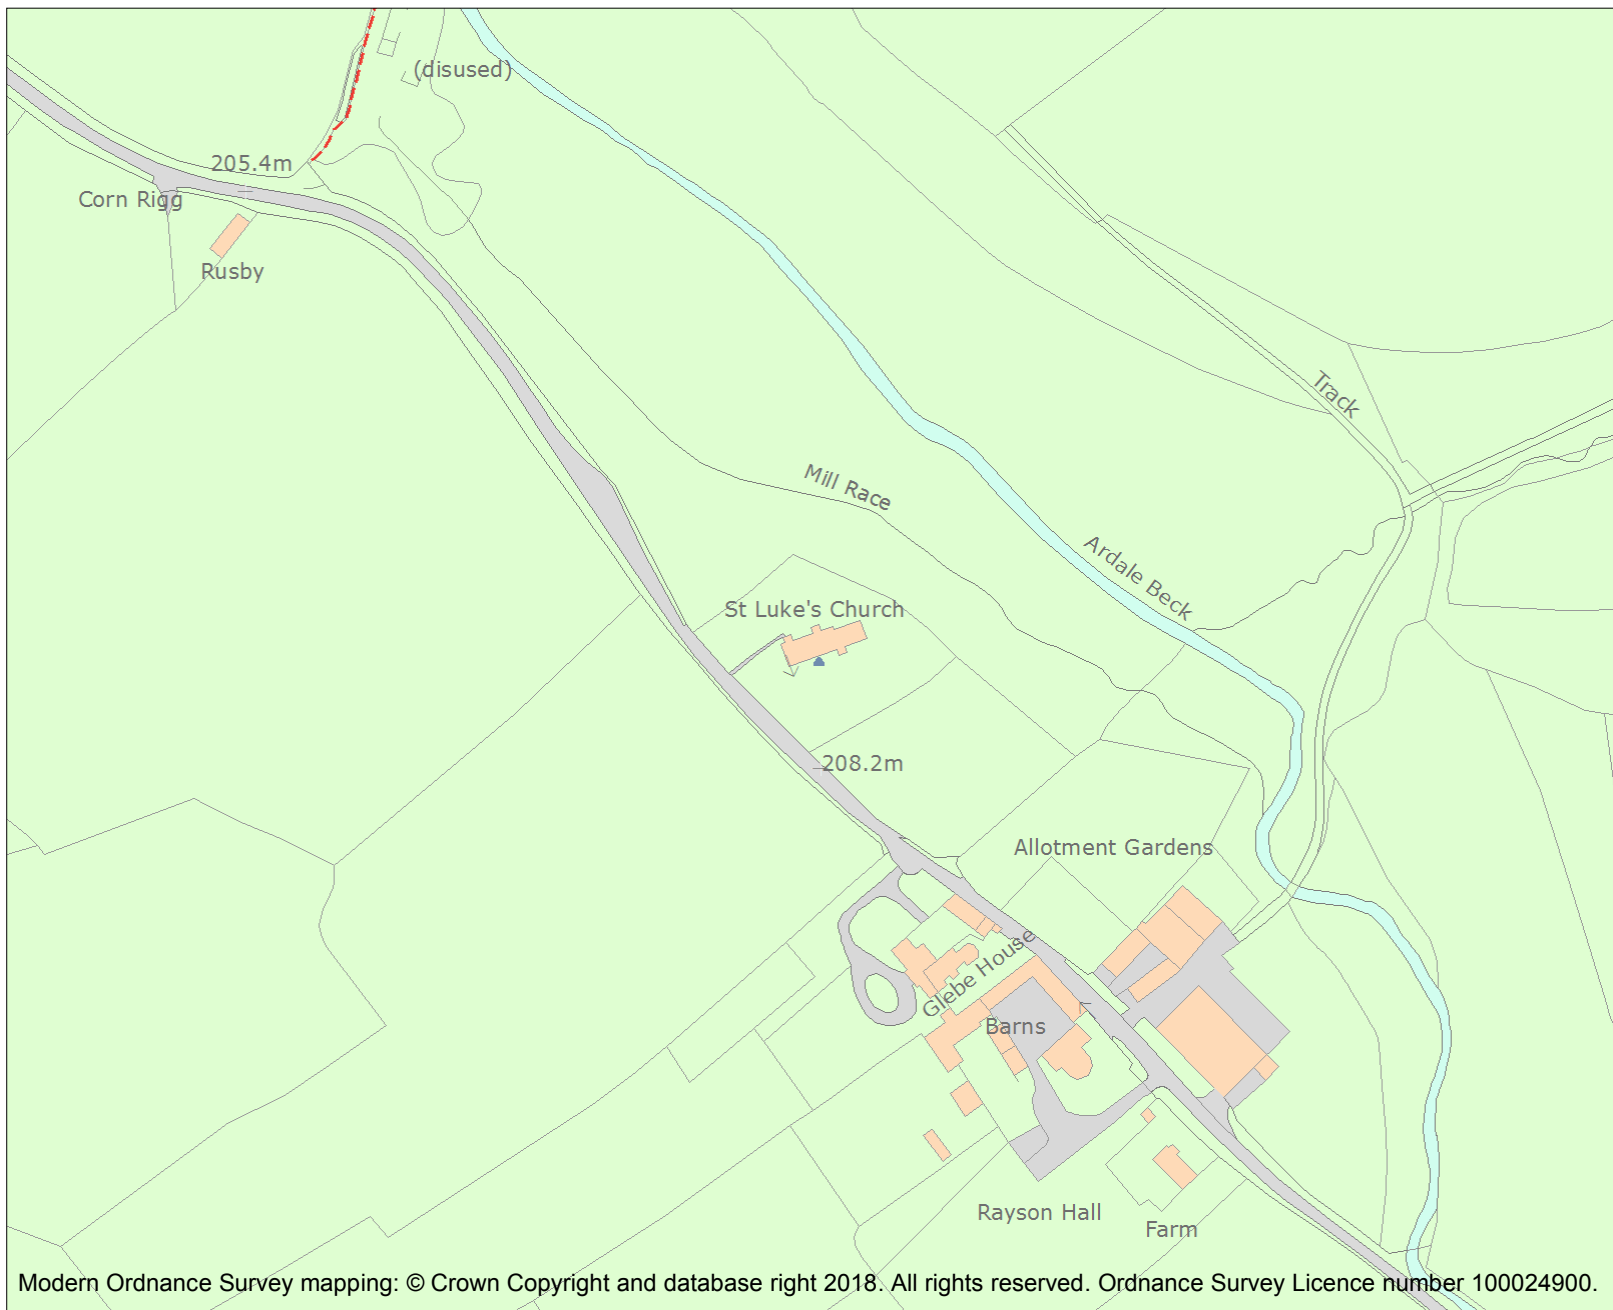 (disused)
205.4m
Corn Rigg
Rusby
Track
Mill Race
Ardale Beck
St Luke's Church
208.2m
Allotment Gardens
Glebe House
Barns
Rayson Hall
Farm
Modern Ordnance Survey mapping: © Crown Copyright and database right 2018. All rights reserved. Ordnance Survey Licence number 100024900.